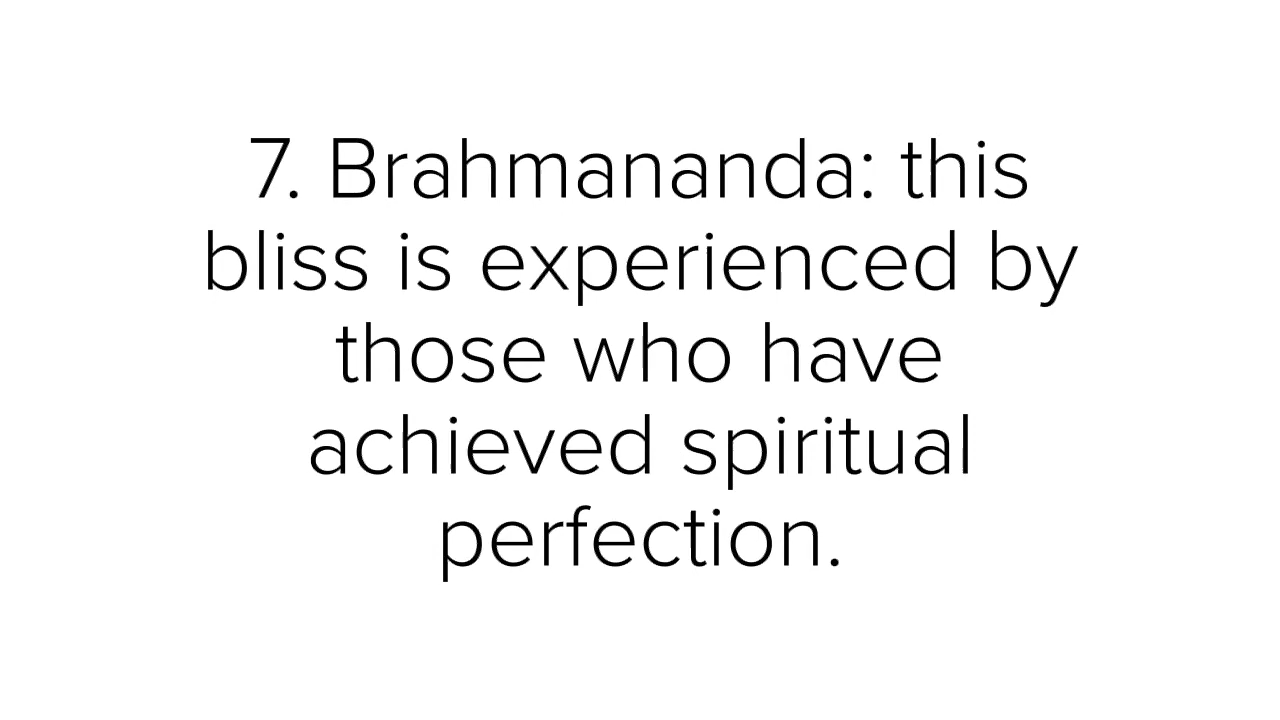 7. Brahmananda: this
bliss is experienced by
those who have
achieved spiritual
perfection.